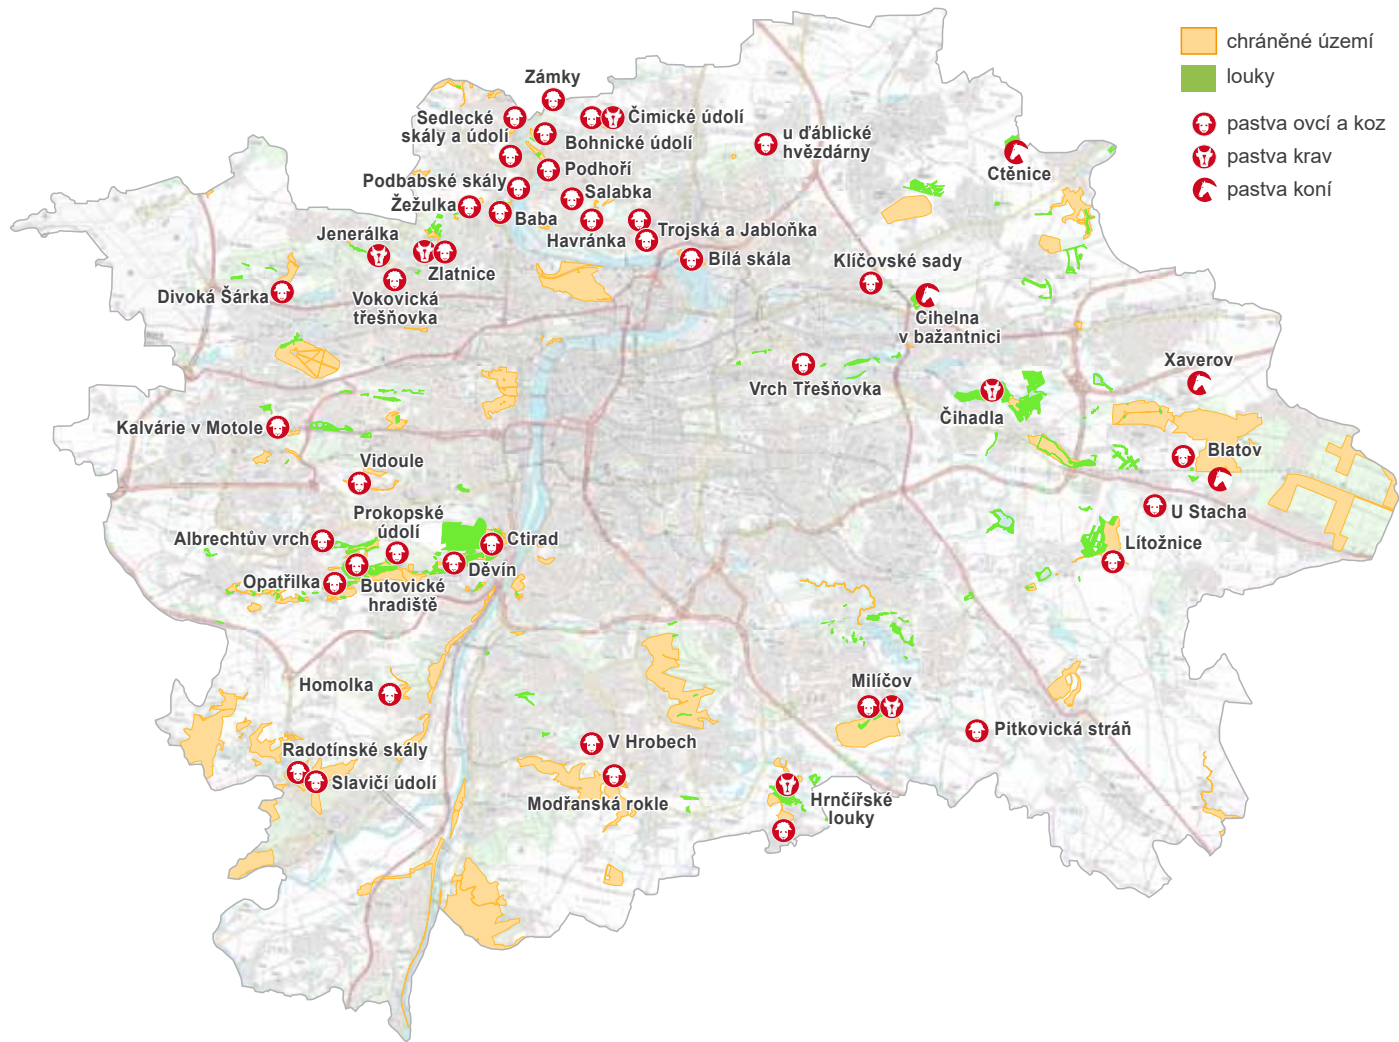 chráněné území
louky
pastva ovcí a koz
pastva krav
pastva koní
Zámky
Sedlecké
skály a údolí
Čimické údolí
Bohnické údolí
u ďáblické
hvězdárny
Ctěnice
Podhoří
Podbabské skály
Salabka
Žežulka
Baba
Havránka
Trojská a Jabloňka
Jenerálka
Zlatnice
Bílá skála
Klíčovské sady
Divoká Šárka
Vokovická
třešňovka
Cihelna
v bažantnici
Xaverov
Vrch Třešňovka
Čihadla
Kalvárie v Motole
Blatov
Vidoule
U Stacha
Prokopské
údolí
Albrechtův vrch
Ctirad
Lítožnice
Děvín
Opatřilka
Butovické
hradiště
Homolka
Milíčov
Pitkovická stráň
V Hrobech
Radotínské skály
Slavičí údolí
Modřanská rokle
Hrnčířské
louky